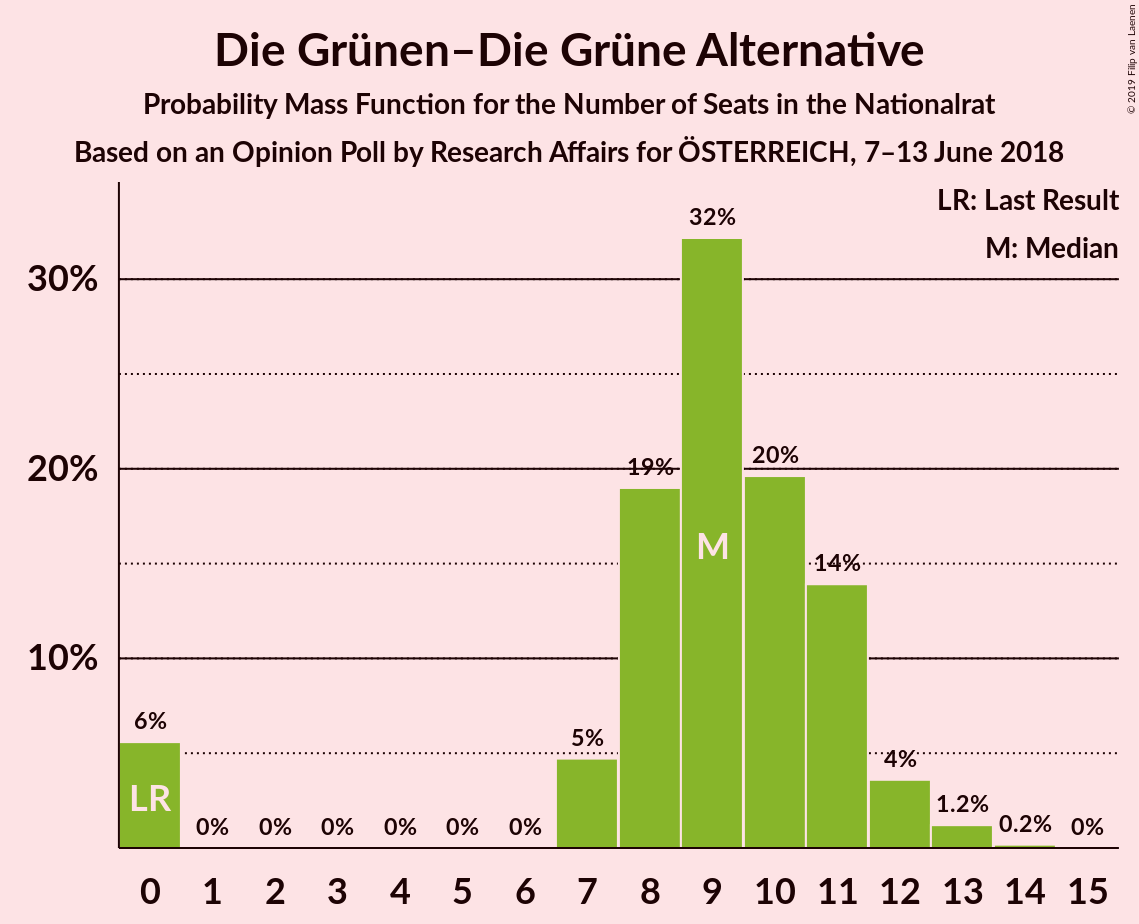 Die Grünen–Die Grüne Alternative
Probability Mass Function for the Number of Seats in the Nationalrat
Based on an Opinion Poll by Research Affairs for ÖSTERREICH, 7–13 June 2018
© 2019 Filip van Laenen
LR: Last Result
M: Median
30%
20%
10%
6%
0%
0%
0%
0%
0%
0%
5%
19%
32%
20%
14%
4%
1.2%
0.2%
0%
LR
M
0 1 2 3 4 5 6 7 8 9 10 11 12 13 14 15